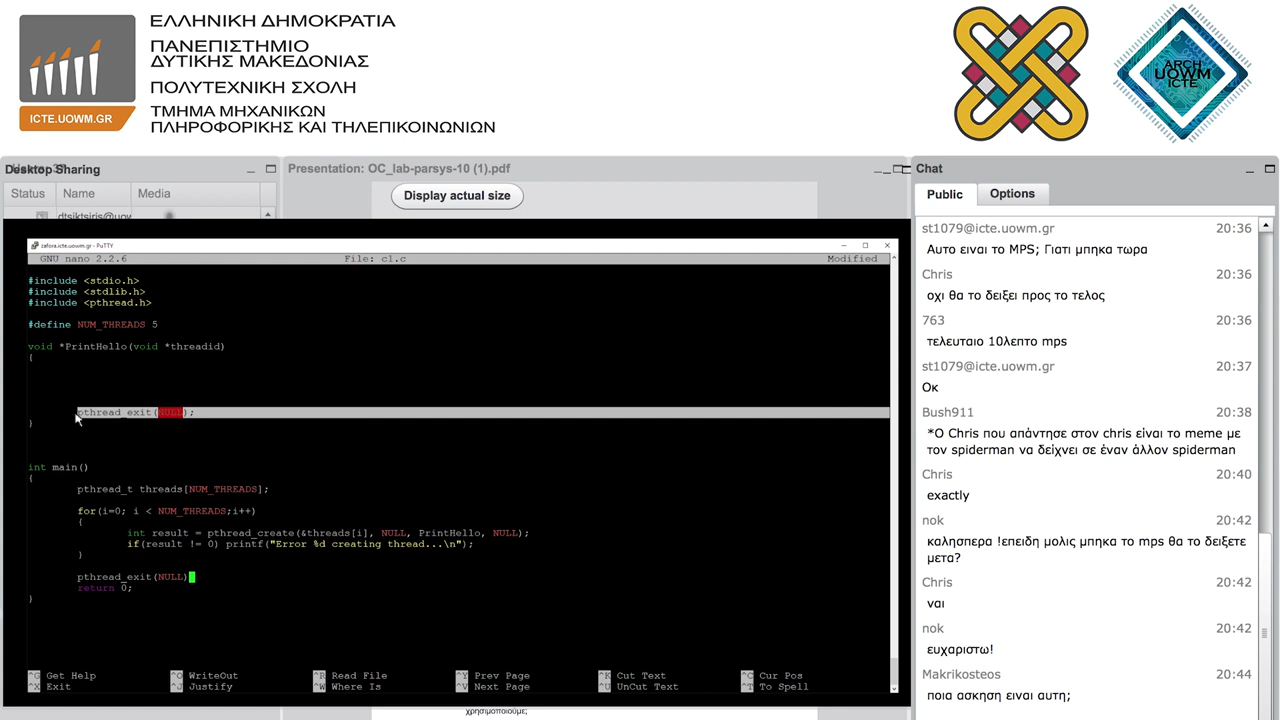 ΕΛΛΗΝΙΚΗ ΔΗΜΟΚΡΑΤΙΑ
ΠΑΝΕΠΙΣΤΗΜΙΟ
ΔΥΤΙΚΗΣ ΜΑΚΕΔΟΝΙΑΣ
ΠΟΛΥΤΕΧΝΙΚΗ ΣΧΟΛΗ
ΤΜΗΜΑ ΜΗΧΑΝΙΚΩΝ
ΠΛΗΡΟΦΟΡΙΚΗΣ ΚΑΙ ΤΗΛΕΠΙΚΟΙΝΩΝΙΩΝ
ICTE.UOWM.GR
ARCH
UOWM
ICTE
Desktop Sharing
Status Name Media
Presentation: OC_lab-parsys-10 (1).pdf
Display actual size
zafora.icte.uowm.gr - PuTTY
GNU nano 2.2.6 File: c1.c Modified
#include <stdio.h>
#include <stdlib.h>
#include <pthread.h>
#define NUM_THREADS 5
void *PrintHello(void *threadid)
{
pthread_exit(NULL);
}
int main()
{
pthread_t threads[NUM_THREADS];
for(i=0; i < NUM_THREADS;i++)
{
int result = pthread_create(&threads[i], NULL, PrintHello, NULL);
if(result != 0) printf("Error %d creating thread...\n");
}
pthread_exit(NULL)
return 0;
}
^G Get Help ^O WriteOut ^R Read File ^Y Prev Page ^K Cut Text ^C Cur Pos
^X Exit ^J Justify ^W Where Is ^V Next Page ^U UnCut Text ^T To Spell
χρησιμοποιούμε;
Chat
Public Options
st1079@icte.uowm.gr 20:36
Αυτο ειναι το MPS; Γιατι μπηκα τωρα
Chris 20:36
οχι θα το δειξει προς το τελος
763 20:36
τελευταιο 10λεπτο mps
st1079@icte.uowm.gr 20:37
Οκ
Bush911 20:38
*Ο Chris που απάντησε στον chris είναι το meme με
τον spiderman να δείχνει σε έναν άλλον spiderman
Chris 20:40
exactly
nok 20:42
καλησπερα !επειδη μολις μπηκα το mps θα το δειξετε
μετα?
Chris 20:42
ναι
nok 20:42
ευχαριστω!
Makrikosteos 20:44
ποια ασκηση ειναι αυτη;